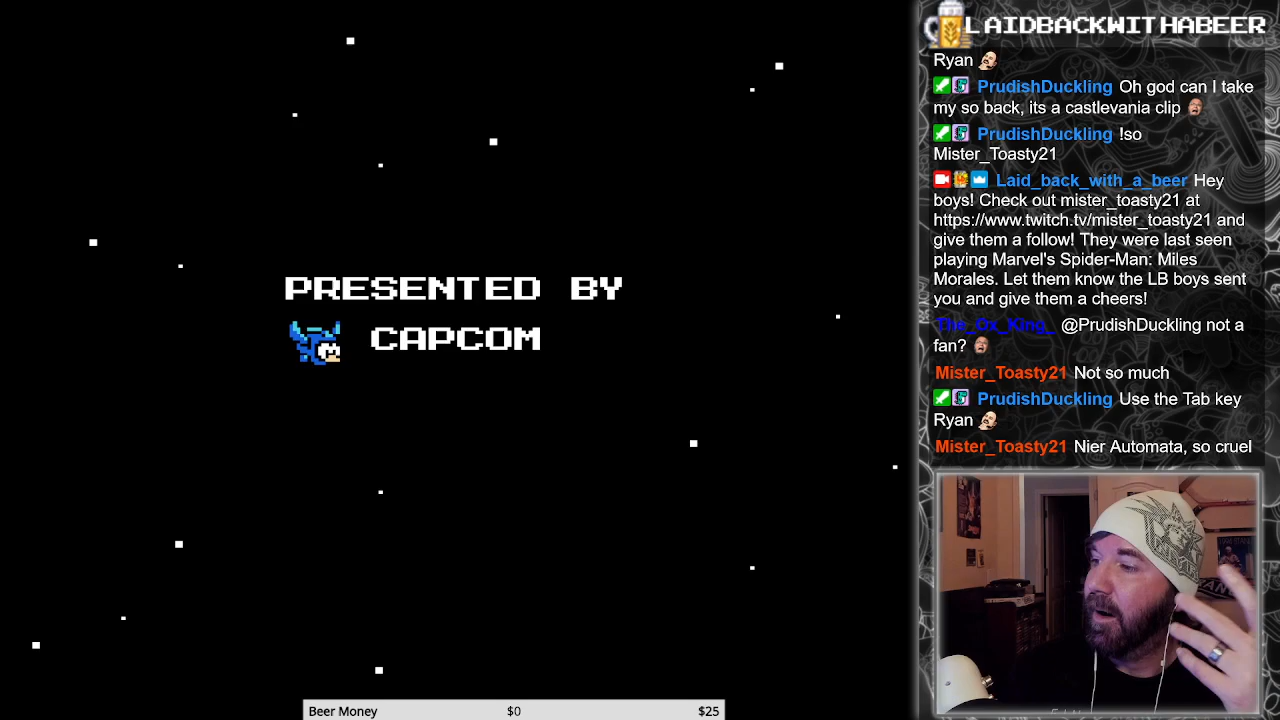 PRESENTED BY
CAPCOM
Beer Money $0 $25
LAIDBACKWITHABEER
Ryan
PrudishDuckling Oh god can I take
my so back, its a castlevania clip
PrudishDuckling !so
Mister_Toasty21
Laid_back_with_a_beer Hey
boys! Check out mister_toasty21 at
https://www.twitch.tv/mister_toasty21 and
give them a follow! They were last seen
playing Marvel's Spider-Man: Miles
Morales. Let them know the LB boys sent
you and give them a cheers!
The_Ox_King_ @PrudishDuckling not a
fan?
Mister_Toasty21 Not so much
PrudishDuckling Use the Tab key
Ryan
Mister_Toasty21 Nier Automata, so cruel